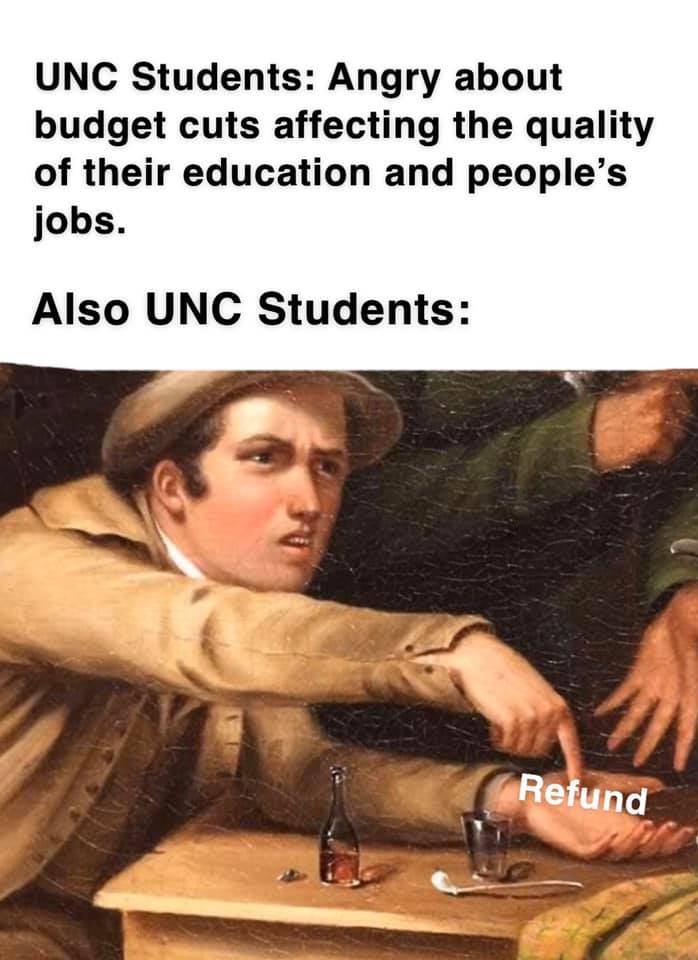 UNC Students: Angry about
budget cuts affecting the quality
of their education and people’s
jobs.
Also UNC Students:
Refund